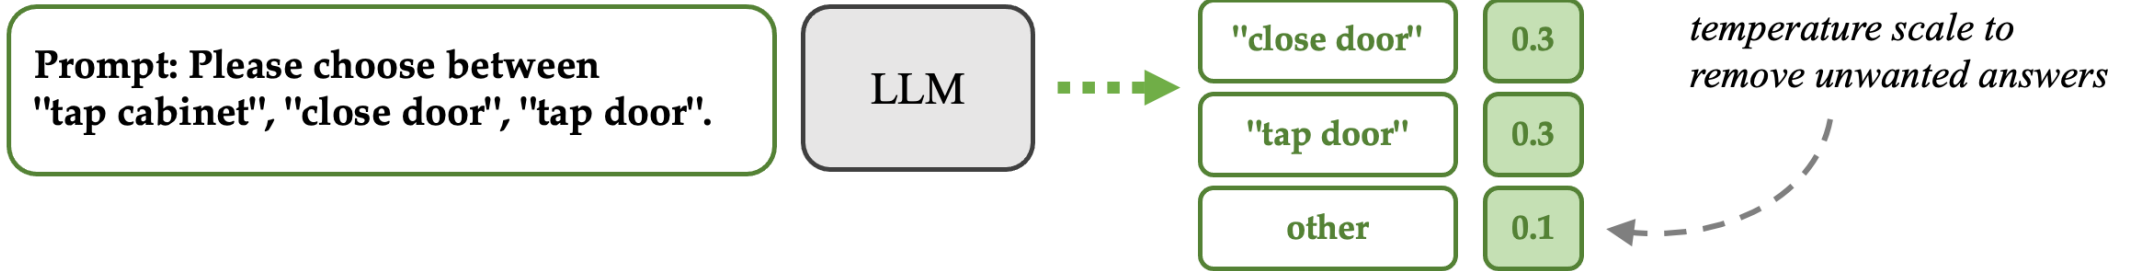 Prompt: Please choose between
"tap cabinet", "close door", "tap door".
LLM
"close door" 0.3
"tap door" 0.3
other 0.1
temperature scale to
remove unwanted answers